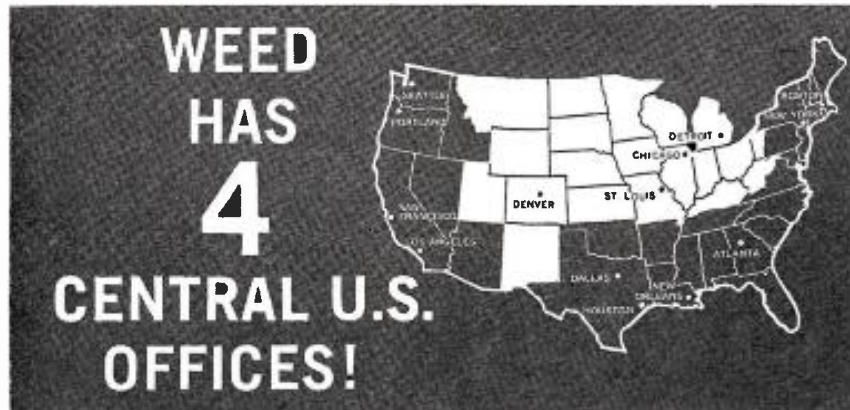 WEED
HAS
4
CENTRAL U.S.
OFFICES!
SEATTLE
PORTLAND
SAN
FRANCISCO
LOS ANGELES
DENVER
ST LOUIS
CHICAGO
DETROIT
BOSTON
NEW YORK
ATLANTA
DALLAS
HOUSTON
NEW
ORLEANS